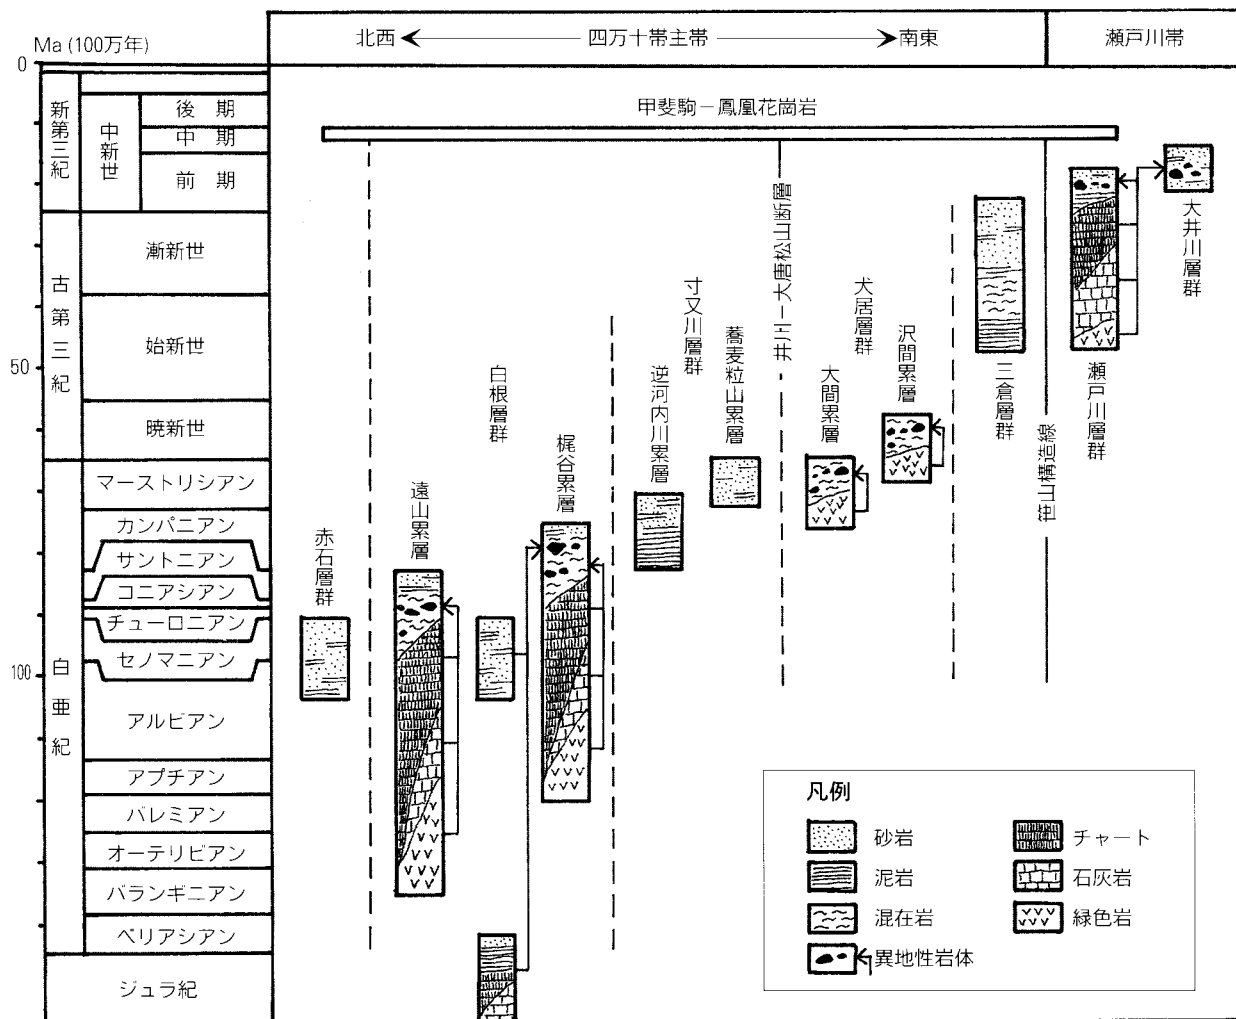 北西
四万十帯主帯
南東
瀬戸川帯
Ma (100万年)
0
50
100
新第三紀
中新世
後 期
中 期
前 期
古第三紀
漸新世
始新世
暁新世
白亜紀
マーストリシアン
カンパニアン
サントニアン
コニアシアン
チューロニアン
セノマニアン
アルビアン
アプチアン
バレミアン
オーテリビアン
バランギニアン
ベリアシアン
ジュラ紀
甲斐駒－鳳凰花崗岩
赤石層群
遠山累層
白根層群
梶谷累層
寸又川層群
逆河内川累層
蕎麦粒山累層
井川－大唐松山断層
犬居層群
大間累層
沢間累層
三倉層群
笹山構造線
瀬戸川層群
大井川層群
凡例
砂岩
泥岩
混在岩
異地性岩体
チャート
石灰岩
緑色岩